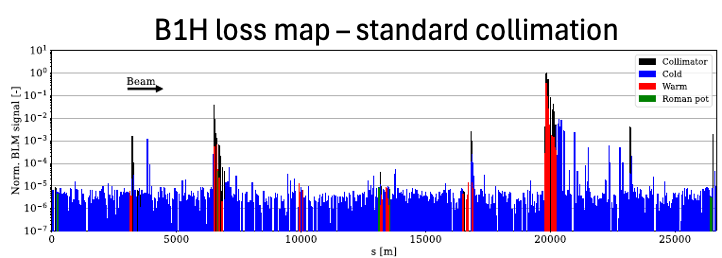 B1H loss map – standard collimation
10¹
10⁰
10⁻¹
10⁻²
10⁻³
10⁻⁴
10⁻⁵
10⁻⁶
10⁻⁷
Norm. BLM signal [-]
Beam
Collimator
Cold
Warm
Roman pot
0 5000 10000 15000 20000 25000
s [m]